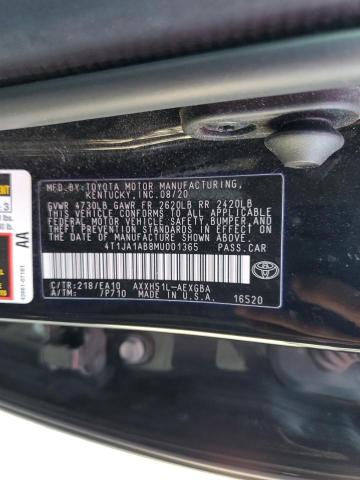 MFD.BY:TOYOTA MOTOR MANUFACTURING,
KENTUCKY, INC.08/20
GVWR 4730LB GAWR FR 2620LB RR 2420LB
THIS VEHICLE CONFORMS TO ALL APPLICABLE
FEDERAL MOTOR VEHICLE SAFETY, BUMPER, AND
THEFT PREVENTION STANDARDS IN EFFECT ON
THE DATE OF MANUFACTURE SHOWN ABOVE.
4T1JA1AB8MU001365 PASS.CAR
C/TR:218/EA10 AXXH51L-AEXGBA
A/TM: /P710 MADE IN U.S.A. 16520
TOYOTA
AA